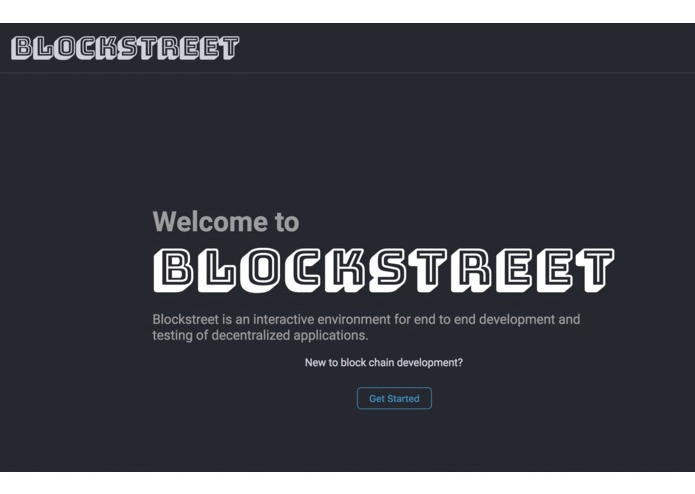 BLOCKSTREET
Welcome to
BLOCKSTREET
Blockstreet is an interactive environment for end to end development and
testing of decentralized applications.
New to block chain development?
Get Started